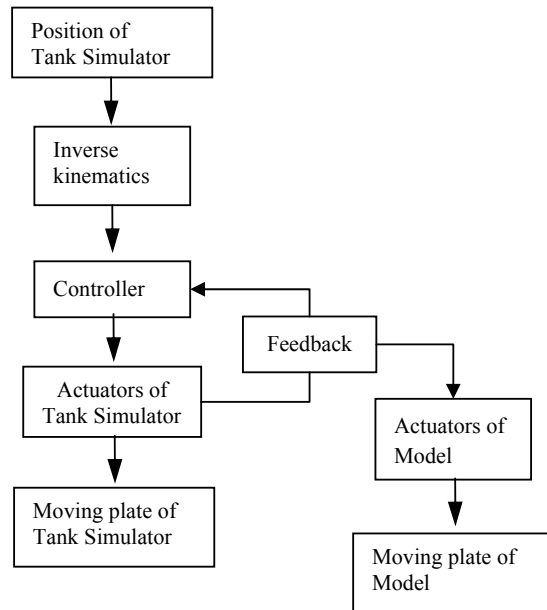 Position of
Tank Simulator
Inverse
kinematics
Controller
Feedback
Actuators of
Tank Simulator
Actuators of
Model
Moving plate of
Tank Simulator
Moving plate of
Model